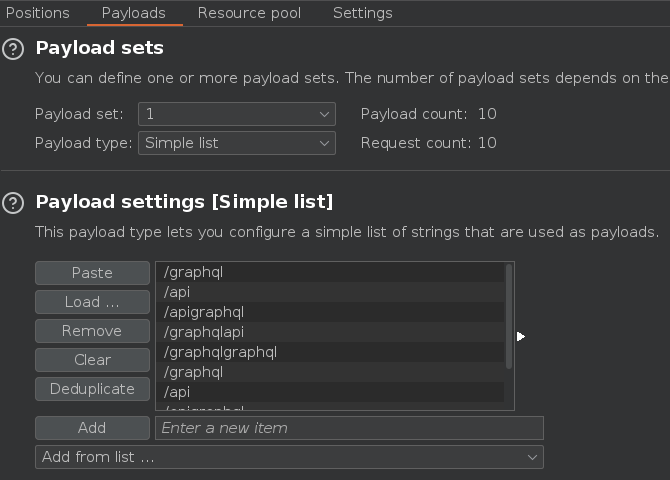 Positions Payloads Resource pool Settings
Payload sets
You can define one or more payload sets. The number of payload sets depends on the
Payload set: 1 Payload count: 10
Payload type: Simple list Request count: 10
Payload settings [Simple list]
This payload type lets you configure a simple list of strings that are used as payloads.
Paste
Load ...
Remove
Clear
Deduplicate
/graphql
/api
/apigraphql
/graphqlapi
/graphqlgraphql
/graphql
/api
/apigraphql
Add Enter a new item
Add from list ...